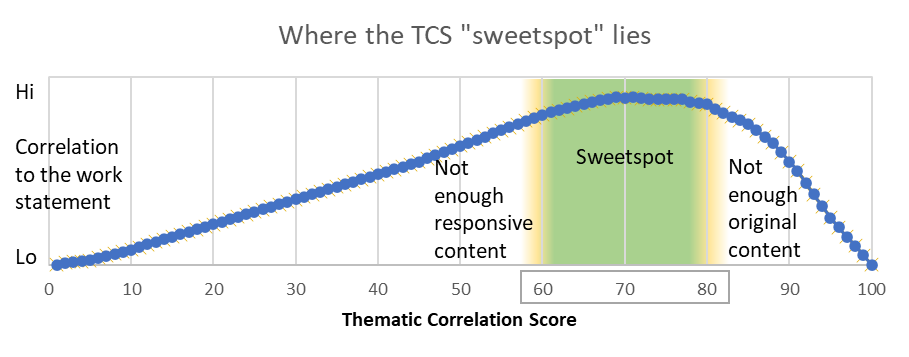 Where the TCS "sweetspot" lies
Hi
Correlation
to the work
statement
Lo
Not
enough
responsive
content
Sweetspot
Not
enough
original
content
0 10 20 30 40 50 60 70 80 90 100
Thematic Correlation Score